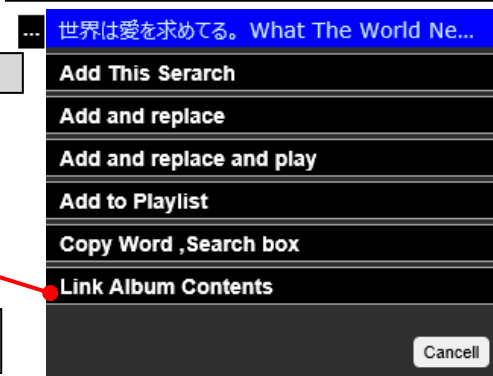 ... 世界は愛を求めてる。What The World Ne...
Add This Serarch
Add and replace
Add and replace and play
Add to Playlist
Copy Word ,Search box
Link Album Contents
Cancell